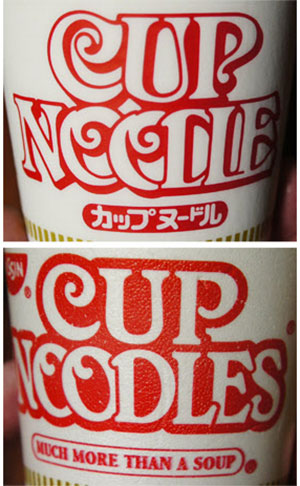 CUP
NOODLE
カップヌードル
CUP
NOODLES
MUCH MORE THAN A SOUP